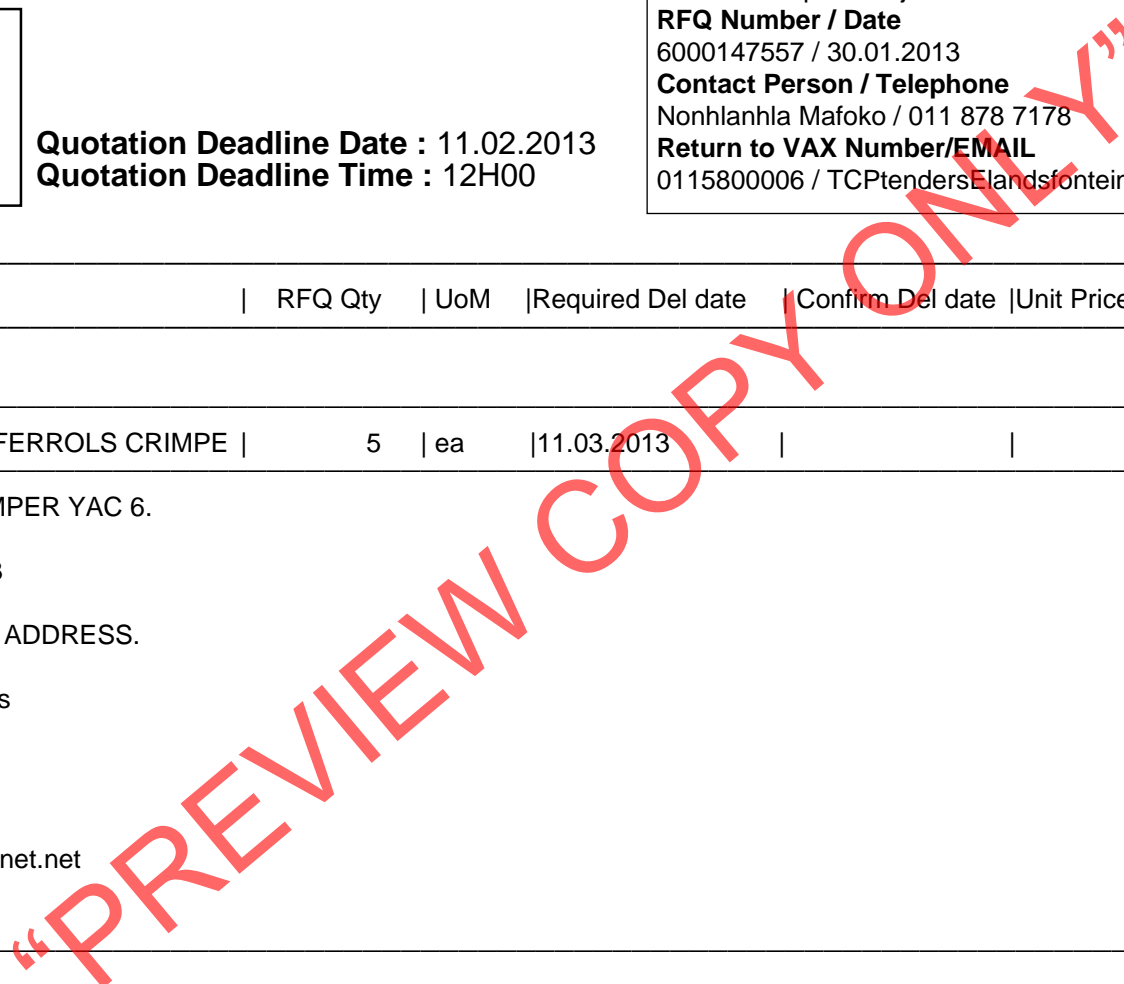 RFQ Number / Date
6000147557 / 30.01.2013
Contact Person / Telephone
Nonhlanhla Mafoko / 011 878 7178
Return to VAX Number/EMAIL
0115800006 / TCPtendersElandsfontein
Quotation Deadline Date : 11.02.2013
Quotation Deadline Time : 12H00
| RFQ Qty | UoM |Required Del date | Confirm Del date |Unit Price
FERROLS CRIMPE | 5 | ea |11.03.2013 | |
MPER YAC 6.
ADDRESS.
s
net.net
“PREVIEW COPY ONLY”